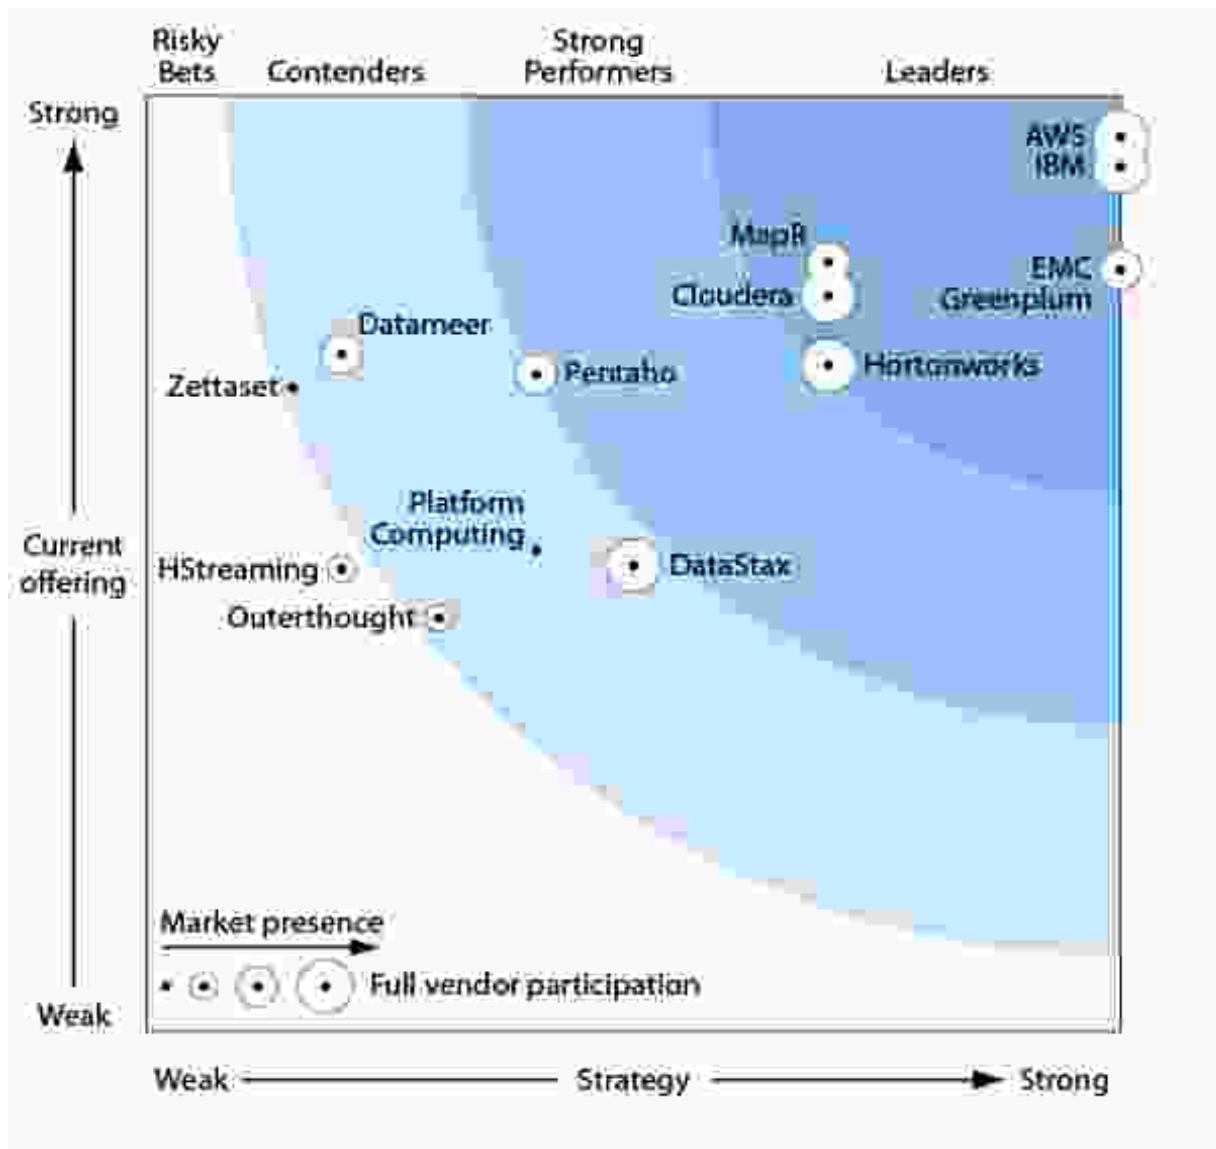 Risky
Bets
Contenders
Strong
Performers
Leaders
Strong
AWS
IBM
MapR
Cloudera
EMC
Greenplum
Datameer
Zettaset
Pentaho
Hortonworks
Platform
Computing
Current
offering
HStreaming
DataStax
Outerthought
Market presence
Full vendor participation
Weak
Weak
Strategy
Strong